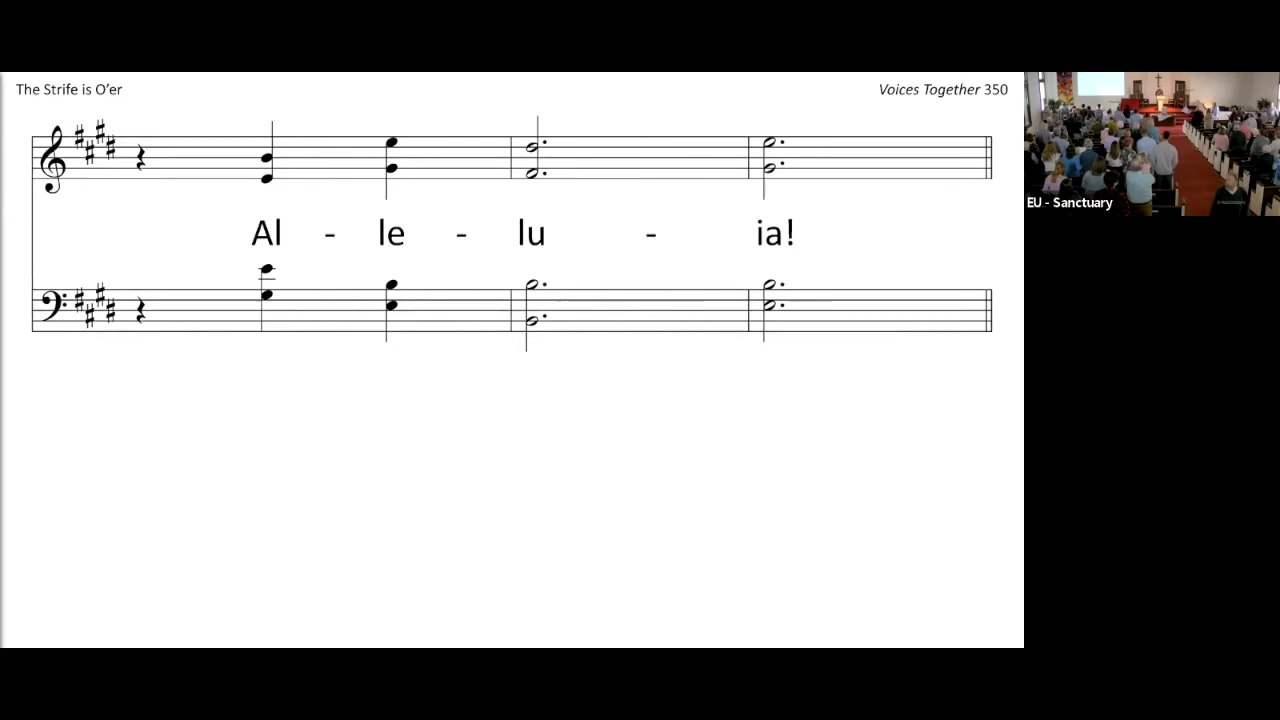 The Strife is O’er
Voices Together 350
Al - le - lu - ia!
EU - Sanctuary